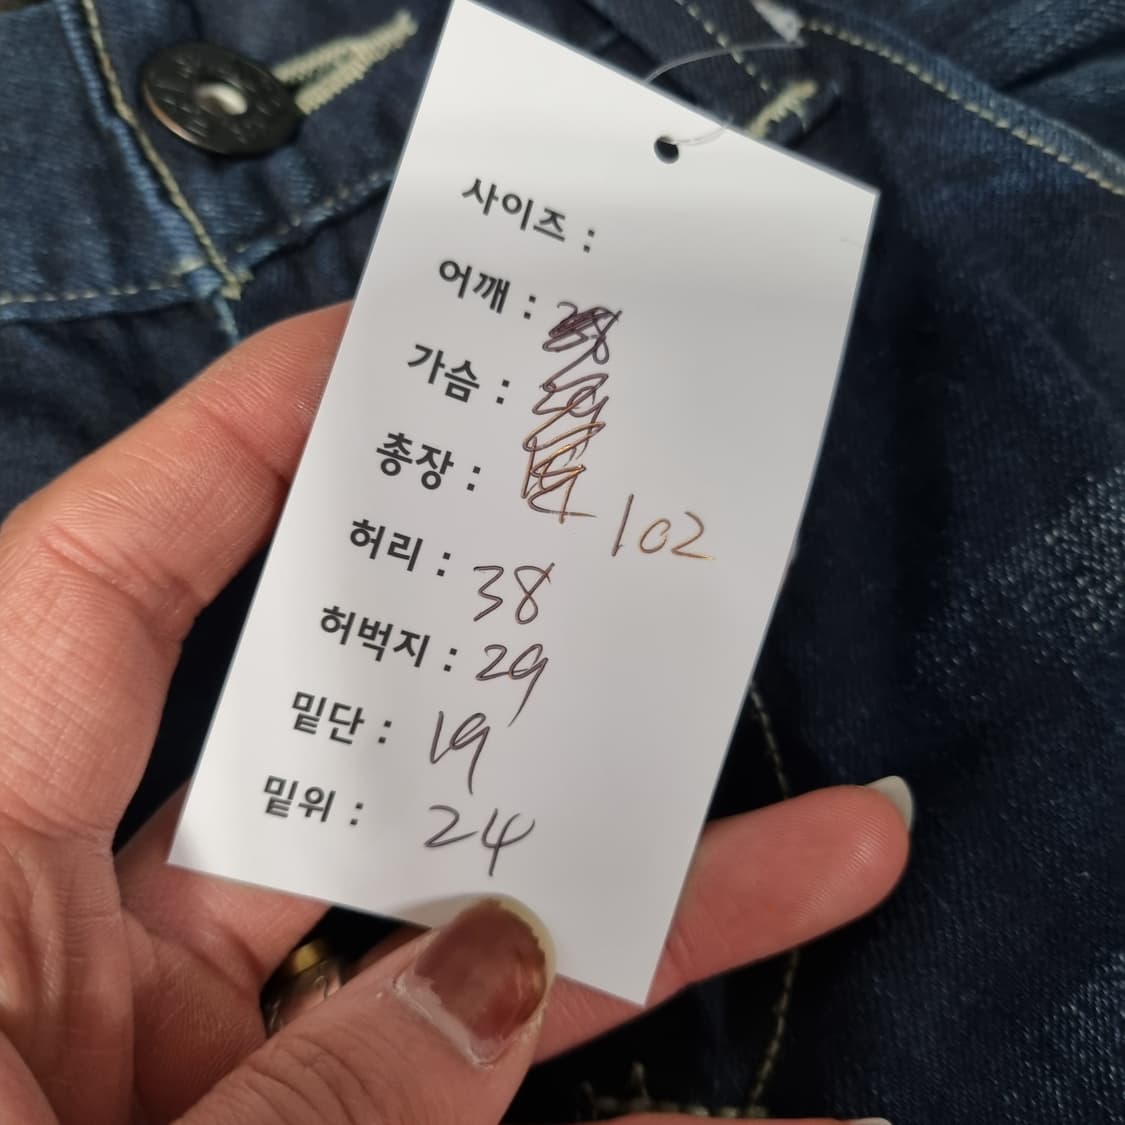 사이즈 :
어깨 :
가슴 :
총장 : 102
허리 : 38
허벅지 : 29
밑단 : 19
밑위 : 24